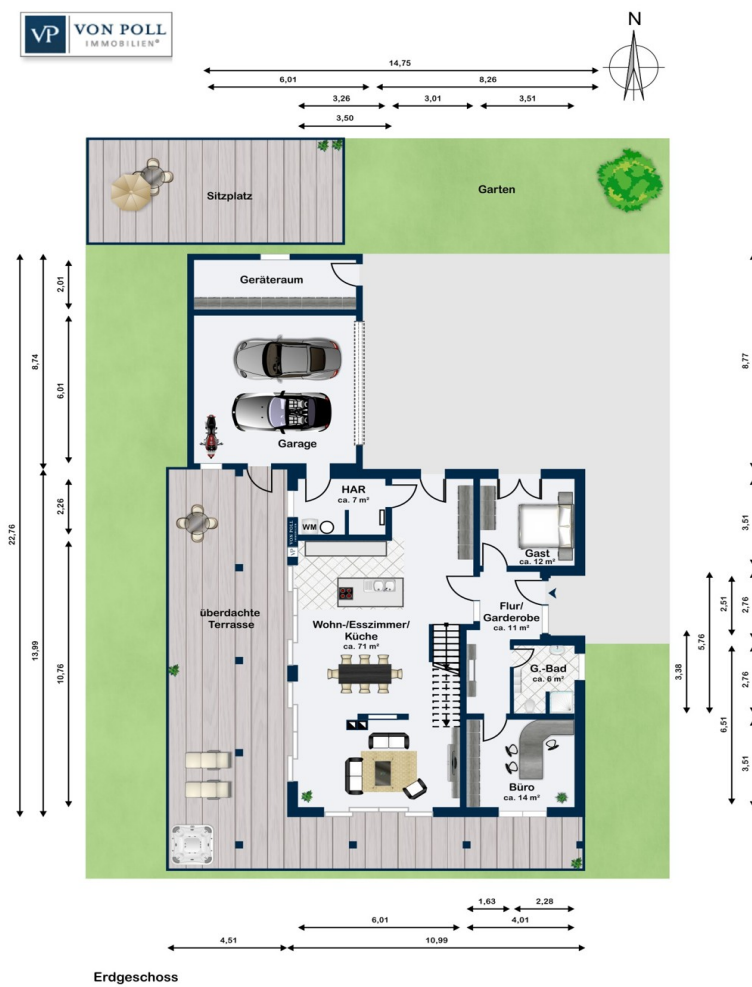 VP VON POLL
IMMOBILIEN®
N
14,75
6,01
8,26
3,26
3,01
3,51
3,50
Sitzplatz
Garten
Geräteraum
2,01
8,74
8,77
6,01
Garage
HAR
ca. 7 m²
2,26
3,51
22,76
WM
VP VON POLL
Gast
ca. 12 m²
überdachte
Terrasse
Flur/
Garderobe
ca. 11 m²
2,51
2,76
5,76
Wohn-/Esszimmer/
Küche
ca. 71 m²
13,99
10,76
G.-Bad
ca. 6 m²
3,38
2,76
6,51
Büro
ca. 14 m²
3,51
1,63
2,28
6,01
4,01
4,51
10,99
Erdgeschoss